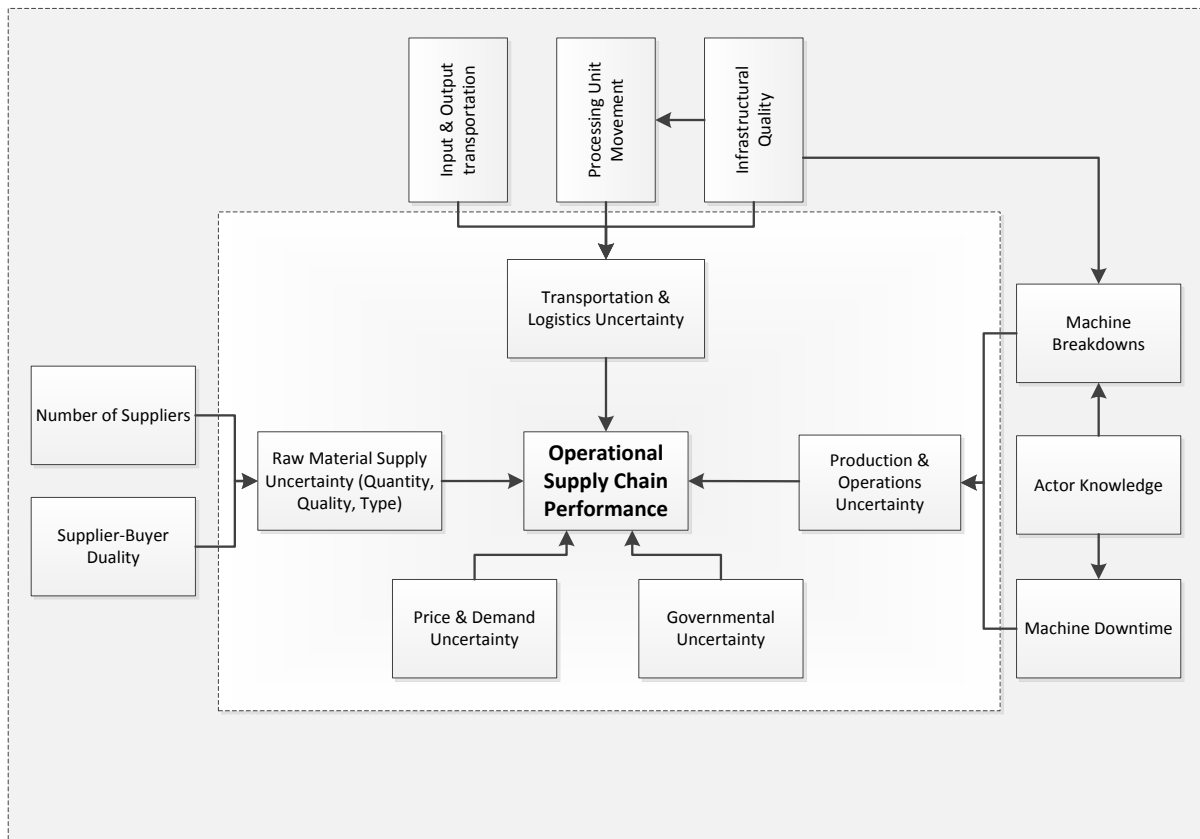 Input & Output
transportation
Processing Unit
Movement
Infrastructural
Quality
Transportation &
Logistics Uncertainty
Machine
Breakdowns
Number of Suppliers
Raw Material Supply
Uncertainty (Quantity,
Quality, Type)
Operational
Supply Chain
Performance
Production &
Operations
Uncertainty
Actor Knowledge
Supplier-Buyer
Duality
Price & Demand
Uncertainty
Governmental
Uncertainty
Machine Downtime